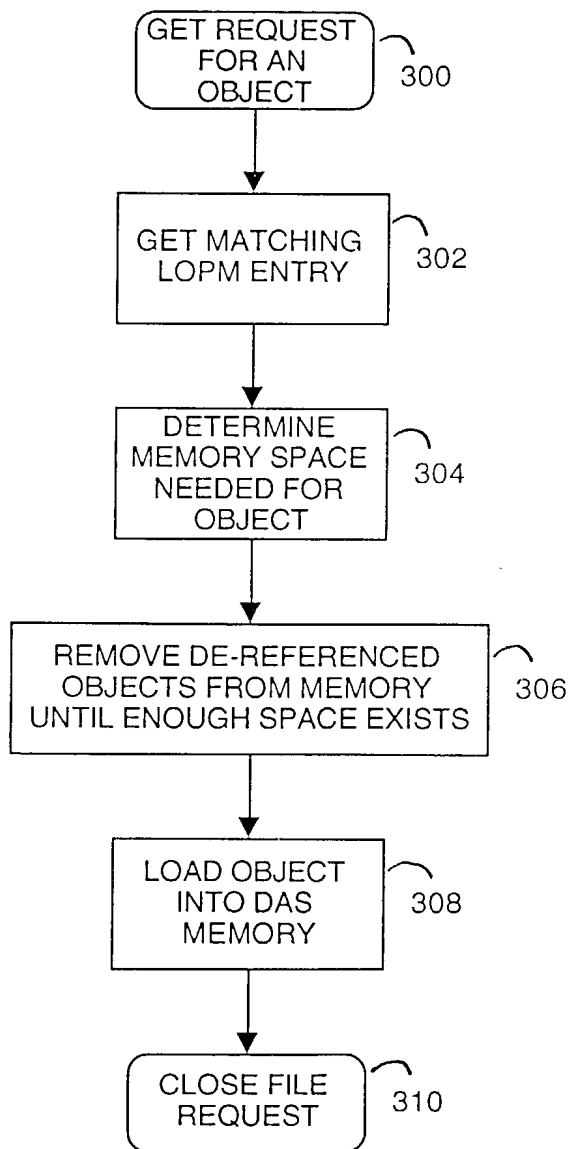 GET REQUEST
FOR AN
OBJECT
300
GET MATCHING
LOPM ENTRY
302
DETERMINE
MEMORY SPACE
NEEDED FOR
OBJECT
304
REMOVE DE-REFERENCED
OBJECTS FROM MEMORY
UNTIL ENOUGH SPACE EXISTS
306
LOAD OBJECT
INTO DAS
MEMORY
308
CLOSE FILE
REQUEST
310